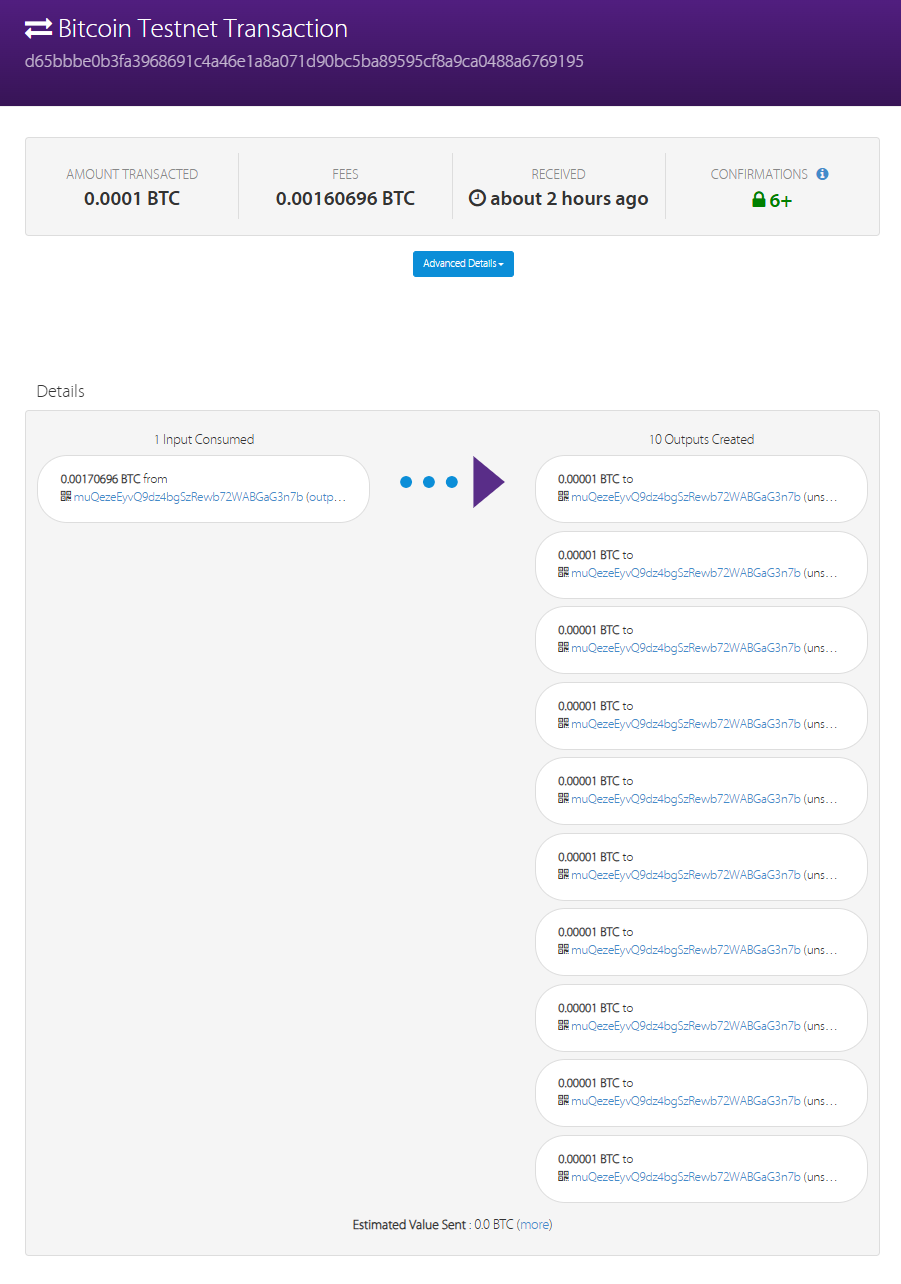 Bitcoin Testnet Transaction
d65bbbe0b3fa3968691c4a46e1a8a071d90bc5ba89595cf8a9ca0488a6769195
AMOUNT TRANSACTED
0.0001 BTC
FEES
0.00160696 BTC
RECEIVED
about 2 hours ago
CONFIRMATIONS
6+
Advanced Details
Details
1 Input Consumed
0.00170696 BTC from
muQezeEyvQ9dz4bgSzRewb72WABGaG3n7b (outp…
10 Outputs Created
0.00001 BTC to
muQezeEyvQ9dz4bgSzRewb72WABGaG3n7b (uns…
0.00001 BTC to
muQezeEyvQ9dz4bgSzRewb72WABGaG3n7b (uns…
0.00001 BTC to
muQezeEyvQ9dz4bgSzRewb72WABGaG3n7b (uns…
0.00001 BTC to
muQezeEyvQ9dz4bgSzRewb72WABGaG3n7b (uns…
0.00001 BTC to
muQezeEyvQ9dz4bgSzRewb72WABGaG3n7b (uns…
0.00001 BTC to
muQezeEyvQ9dz4bgSzRewb72WABGaG3n7b (uns…
0.00001 BTC to
muQezeEyvQ9dz4bgSzRewb72WABGaG3n7b (uns…
0.00001 BTC to
muQezeEyvQ9dz4bgSzRewb72WABGaG3n7b (uns…
0.00001 BTC to
muQezeEyvQ9dz4bgSzRewb72WABGaG3n7b (uns…
0.00001 BTC to
muQezeEyvQ9dz4bgSzRewb72WABGaG3n7b (uns…
Estimated Value Sent : 0.0 BTC (more)